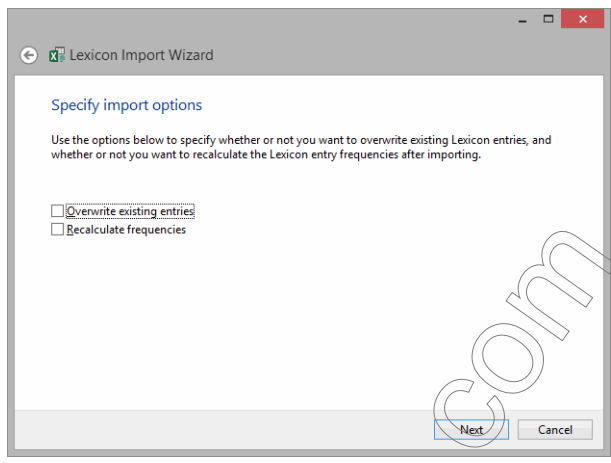 Lexicon Import Wizard
Specify import options
Use the options below to specify whether or not you want to overwrite existing Lexicon entries, and
whether or not you want to recalculate the Lexicon entry frequencies after importing.
Overwrite existing entries
Recalculate frequencies
com
Next
Cancel